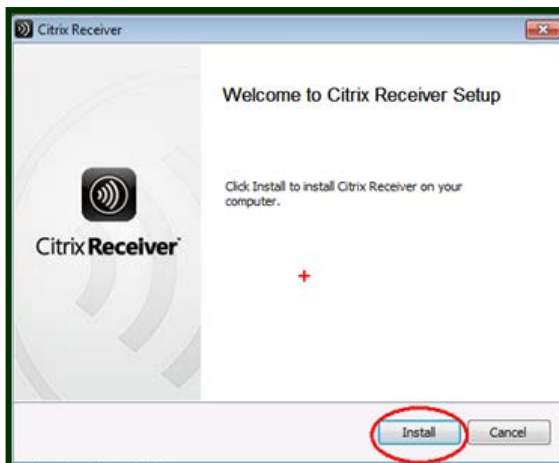 Citrix Receiver
Welcome to Citrix Receiver Setup
Click Install to install Citrix Receiver on your
computer.
Citrix Receiver
Install
Cancel